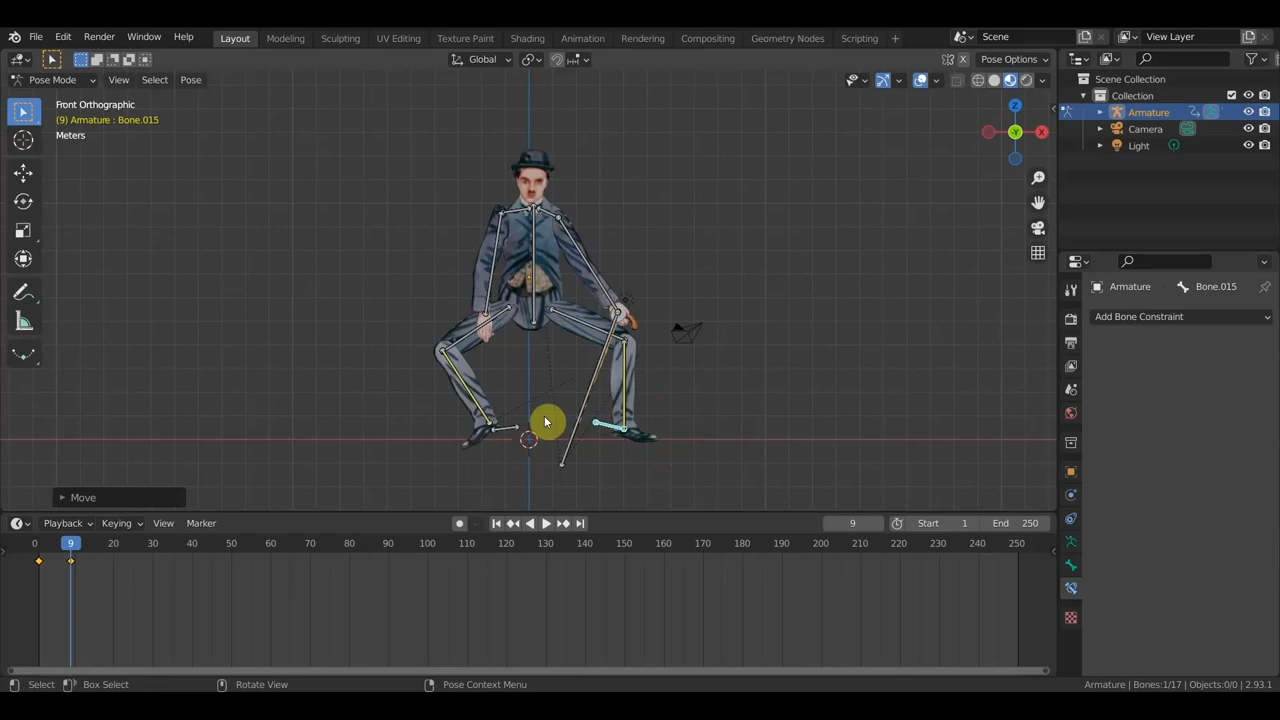 File Edit Render Window Help Layout Modeling Sculpting UV Editing Texture Paint Shading Animation Rendering Compositing Geometry Nodes Scripting + Scene View Layer
Global X Pose Options
Pose Mode View Select Pose
Front Orthographic
(9) Armature : Bone.015
Meters
Z
-Y X
Scene Collection
Collection
Armature
Camera
Light
Armature Bone.015
Add Bone Constraint
Move
Playback Keying View Marker 9 Start 1 End 250
0 9 20 30 40 50 60 70 80 90 100 110 120 130 140 150 160 170 180 190 200 210 220 230 240 250
Select Box Select Rotate View Pose Context Menu Armature | Bones:1/17 | Objects:0/0 | 2.93.1